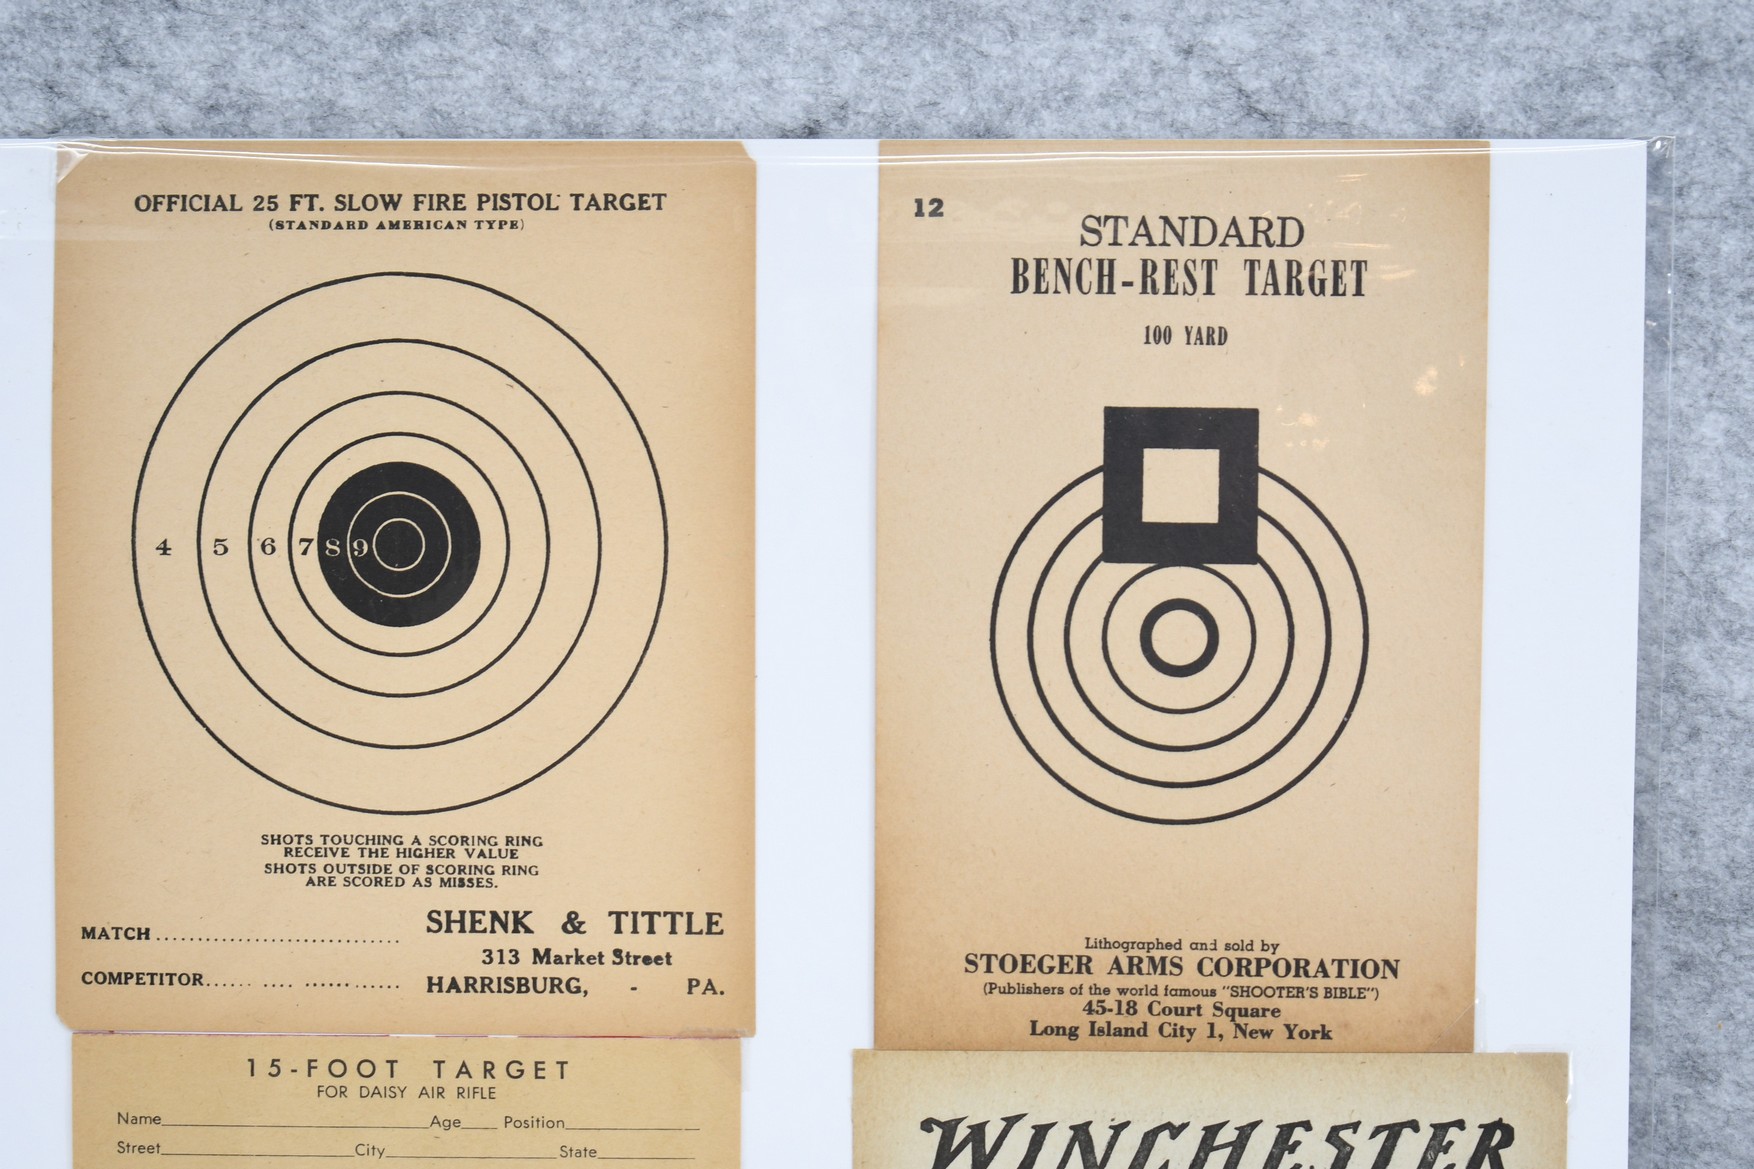 OFFICIAL 25 FT. SLOW FIRE PISTOL TARGET
(STANDARD AMERICAN TYPE)
4 5 6 7 8 9
SHOTS TOUCHING A SCORING RING
RECEIVE THE HIGHER VALUE
SHOTS OUTSIDE OF SCORING RING
ARE SCORED AS MISSES.
MATCH
COMPETITOR
SHENK & TITTLE
313 Market Street
HARRISBURG, - PA.
15-FOOT TARGET
FOR DAISY AIR RIFLE
Name Age Position
Street City State
12
STANDARD
BENCH-REST TARGET
100 YARD
Lithographed and sold by
STOEGER ARMS CORPORATION
(Publishers of the world famous "SHOOTER'S BIBLE")
45-18 Court Square
Long Island City 1, New York
WINCHESTER